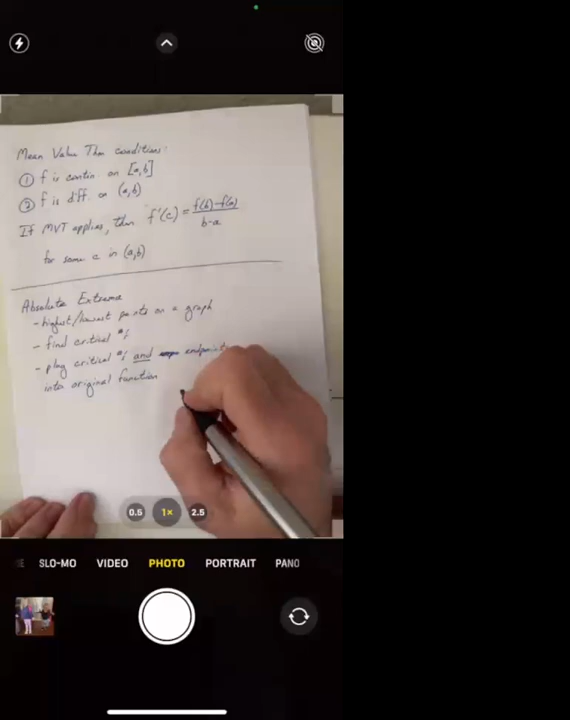 Mean Value Thm conditions:
① f is contin. on [a,b]
② f is diff. on (a,b)
If MVT applies, then f'(c) = f(b)-f(a)
b-a
for some c in (a,b)
Absolute Extrema
- highest/lowest points on a graph
- find critical #s
- plug critical #s and endpoints
into original function
0.5 1× 2.5
SLO-MO VIDEO PHOTO PORTRAIT PANO